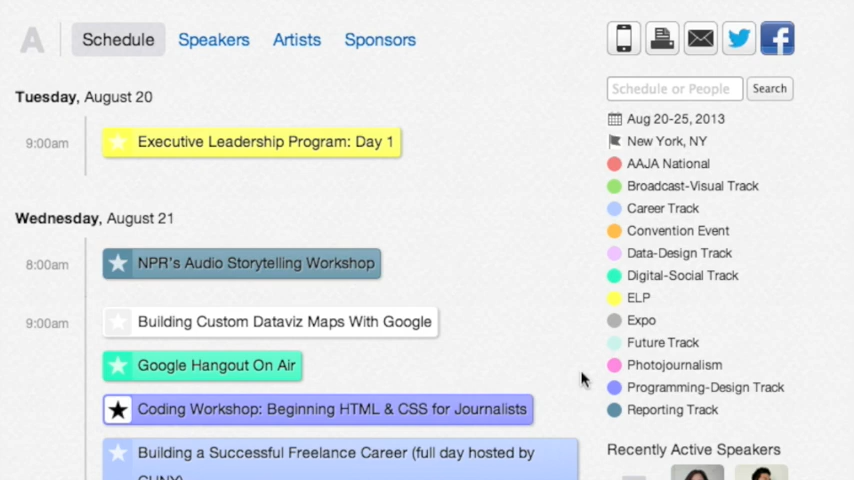 A
Schedule
Speakers
Artists
Sponsors
Tuesday, August 20
9:00am
Executive Leadership Program: Day 1
Wednesday, August 21
8:00am
NPR's Audio Storytelling Workshop
9:00am
Building Custom Dataviz Maps With Google
Google Hangout On Air
Coding Workshop: Beginning HTML & CSS for Journalists
Building a Successful Freelance Career (full day hosted by
CUNY)
f
Schedule or People
Search
Aug 20-25, 2013
New York, NY
AAJA National
Broadcast-Visual Track
Career Track
Convention Event
Data-Design Track
Digital-Social Track
ELP
Expo
Future Track
Photojournalism
Programming-Design Track
Reporting Track
Recently Active Speakers